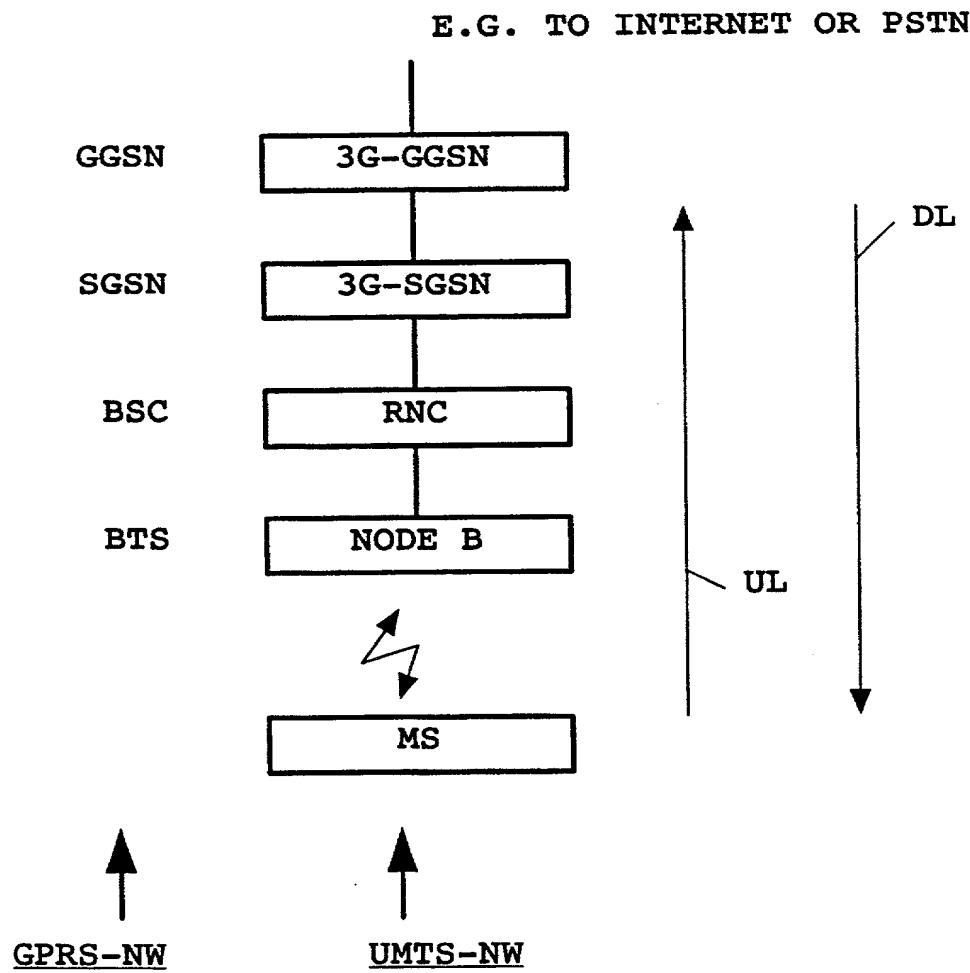 E.G. TO INTERNET OR PSTN
GGSN 3G-GGSN
DL
SGSN 3G-SGSN
BSC RNC
BTS NODE B
UL
MS
GPRS-NW UMTS-NW